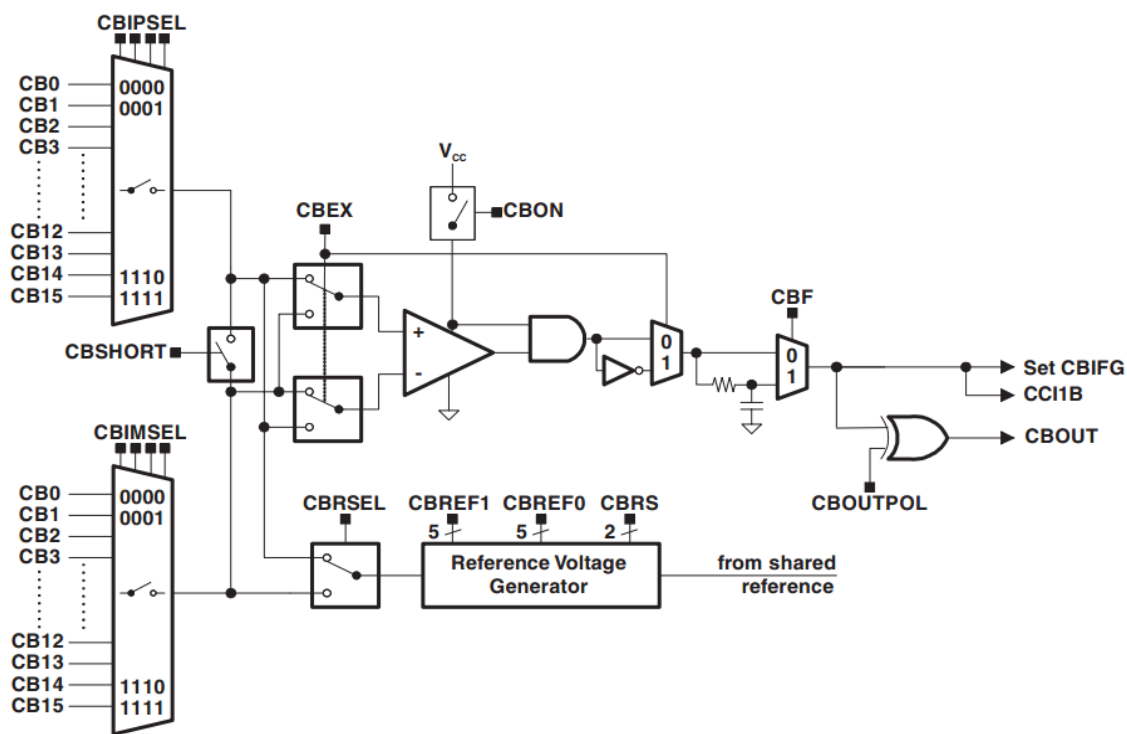 CBIPSEL
CB0
0000
CB1
0001
CB2
CB3
CB12
CB13
CB14
1110
CB15
1111
VCC
CBON
CBEX
CBF
CBSHORT
+
-
0
1
0
1
Set CBIFG
CCI1B
CBOUT
CBOUTPOL
CBIMSEL
CB0
0000
CB1
0001
CB2
CB3
CB12
CB13
CB14
1110
CB15
1111
CBRSEL
CBREF1
CBREF0
CBRS
5
5
2
Reference Voltage
Generator
from shared
reference